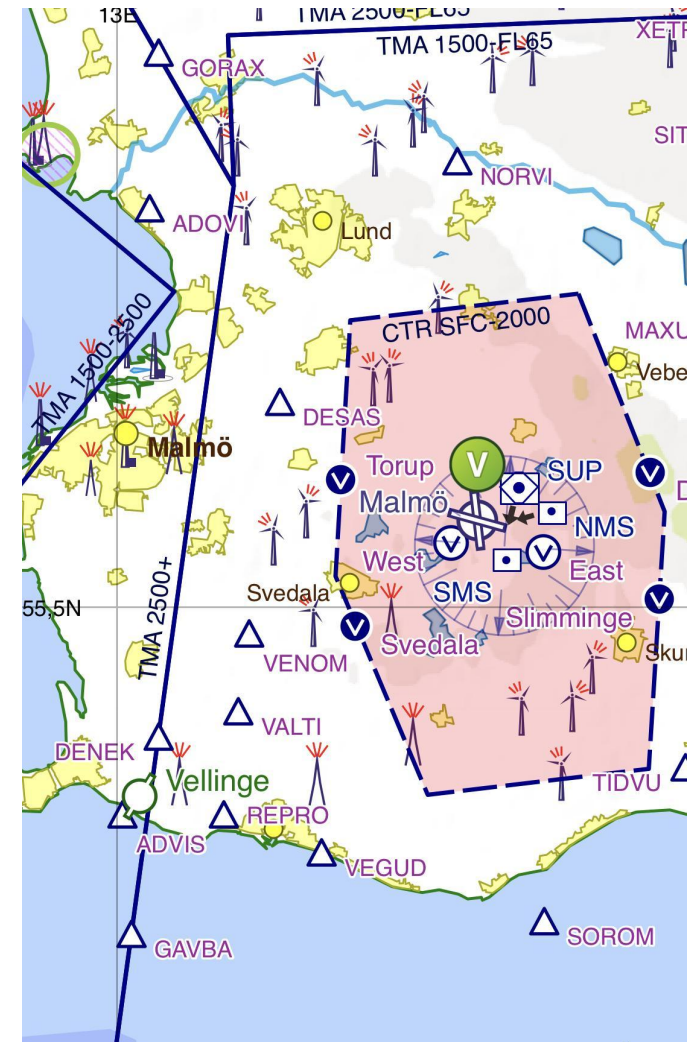 TMA 2500-FL65
13E
TMA 1500-FL65
XETR
GORAX
SIT
NORVI
ADOVI
Lund
TMA 1500-2500
CTR SFC-2000
MAXU
Vebe
DESAS
Malmö
Torup
V
SUP
V
V
D
Malmö
NMS
V
V
West
East
Svedala
SMS
V
TMA 2500+
55,5N
Slimminge
V
Svedala
Skur
VENOM
VALTI
DENEK
Vellinge
TIDVU
REPRO
ADVIS
VEGUD
GAVBA
SOROM